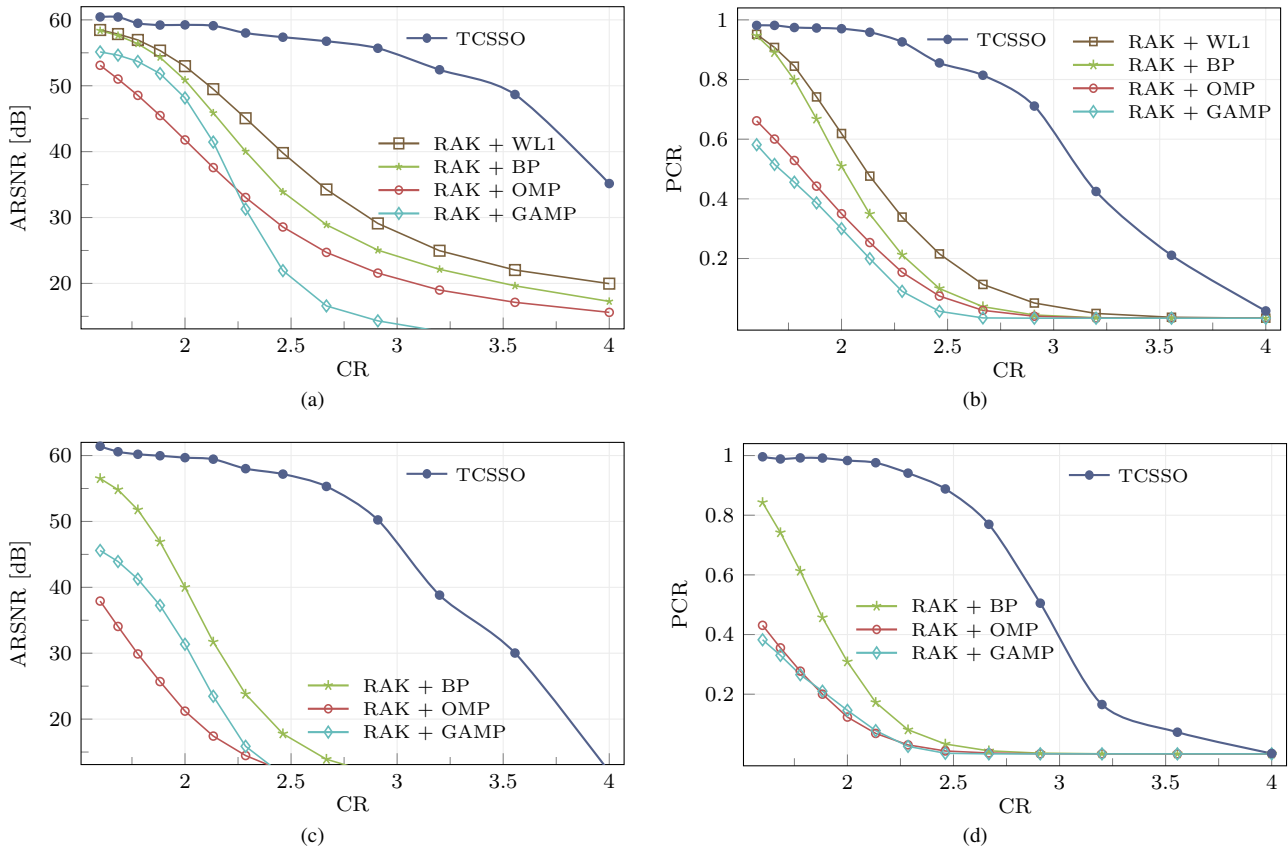 60
50
40
30
20
ARSNR [dB]
TCSSO
RAK + WL1
RAK + BP
RAK + OMP
RAK + GAMP
2
2.5
3
3.5
4
CR
(a)
1
0.8
0.6
0.4
0.2
PCR
TCSSO
RAK + WL1
RAK + BP
RAK + OMP
RAK + GAMP
2
2.5
3
3.5
4
CR
(b)
60
50
40
30
20
ARSNR [dB]
TCSSO
RAK + BP
RAK + OMP
RAK + GAMP
2
2.5
3
3.5
4
CR
(c)
1
0.8
0.6
0.4
0.2
PCR
TCSSO
RAK + BP
RAK + OMP
RAK + GAMP
2
2.5
3
3.5
4
CR
(d)